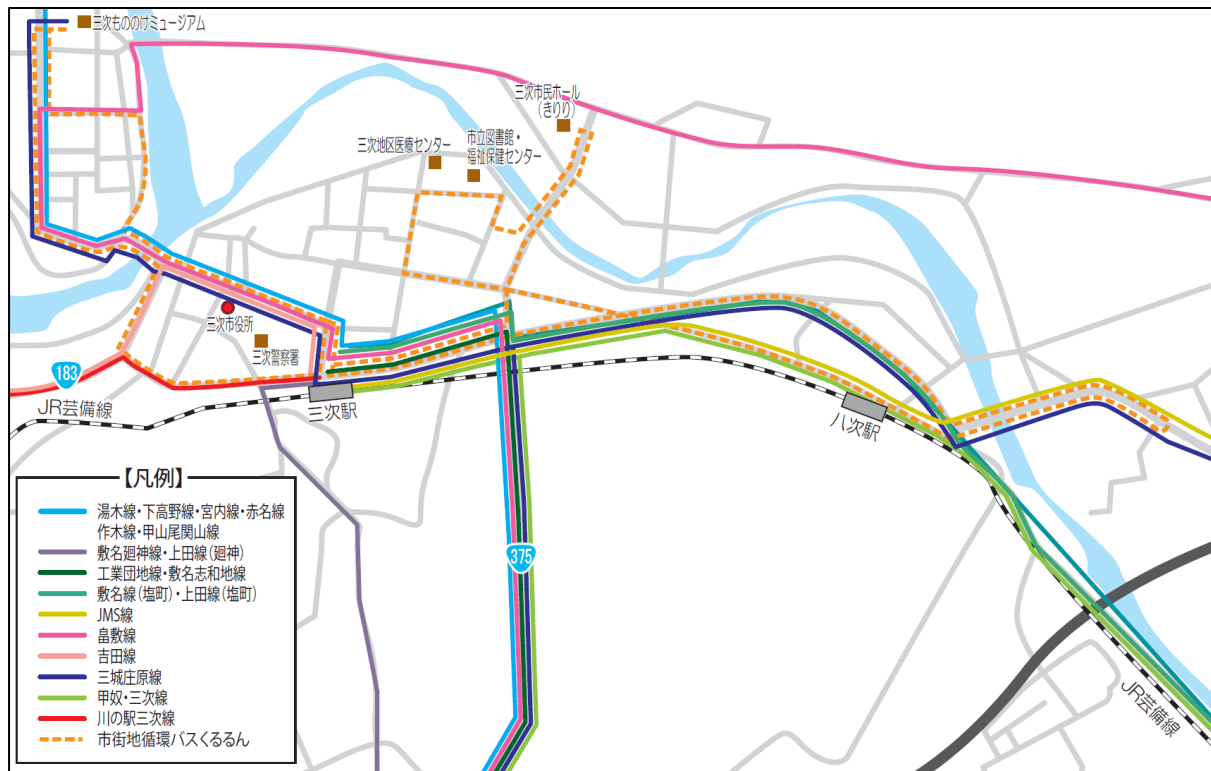 三次もののけミュージアム
三次市民ホール
(きりり)
三次地区医療センター
市立図書館・
福祉保健センター
三次市役所
三次警察署
183
JR芸備線
三次駅
八次駅
375
JR芸備線
【凡例】
湯木線・下高野線・宮内線・赤名線
作木線・甲山尾関山線
敷名廻神線・上田線(廻神)
工業団地線・敷名志和地線
敷名線(塩町)・上田線(塩町)
JMS線
畠敷線
吉田線
三城庄原線
甲奴・三次線
川の駅三次線
市街地循環バスくるるん